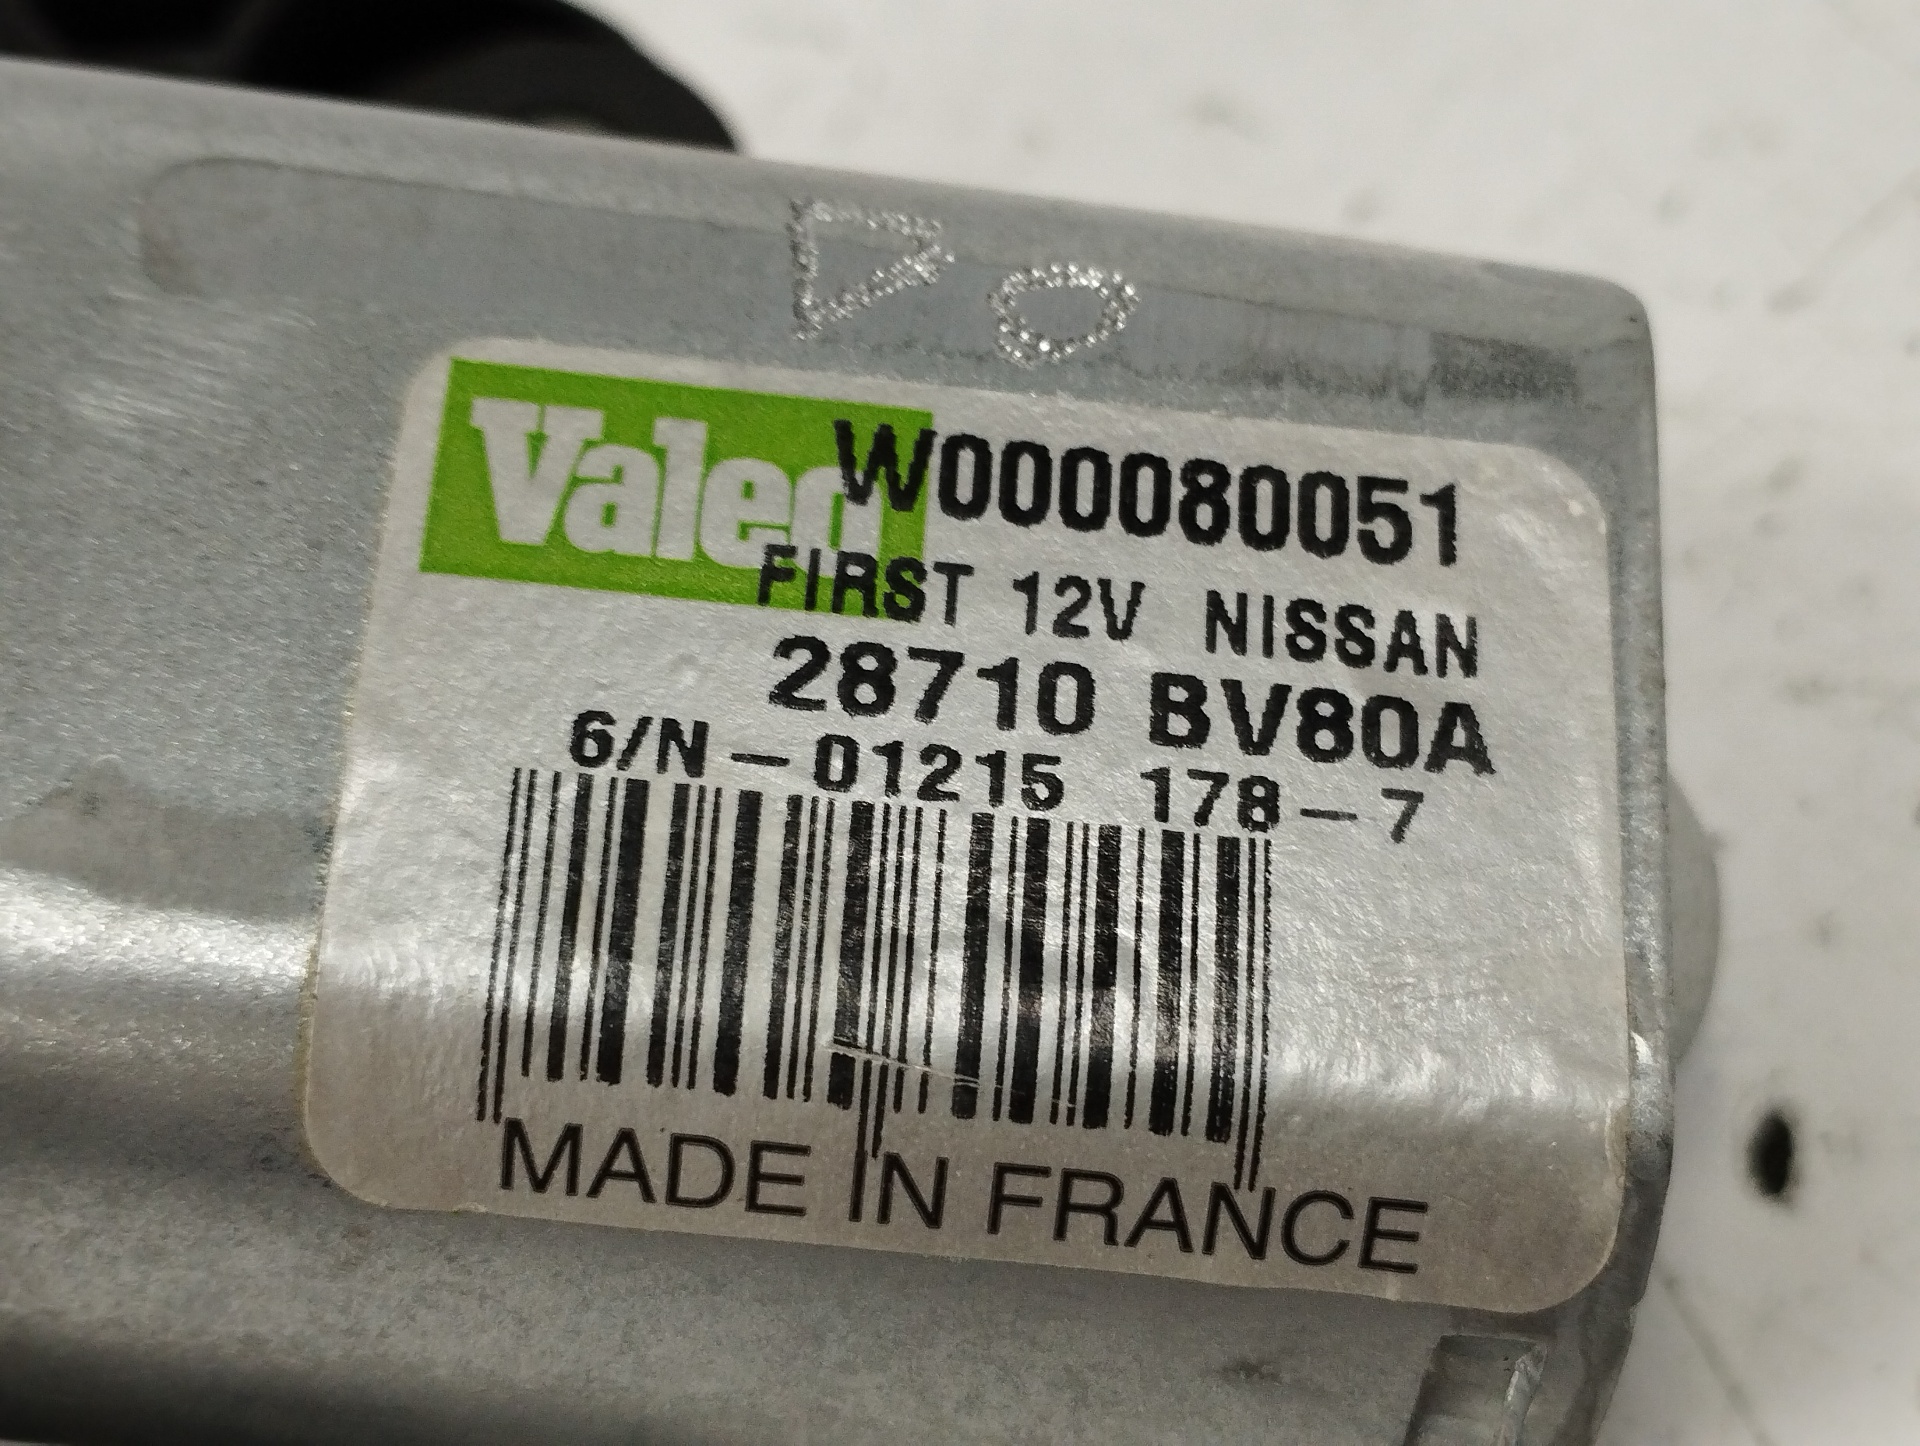 DO
Valeo
W000080051
FIRST 12V NISSAN
28710 BV80A
6/N-01215 178-7
MADE IN FRANCE